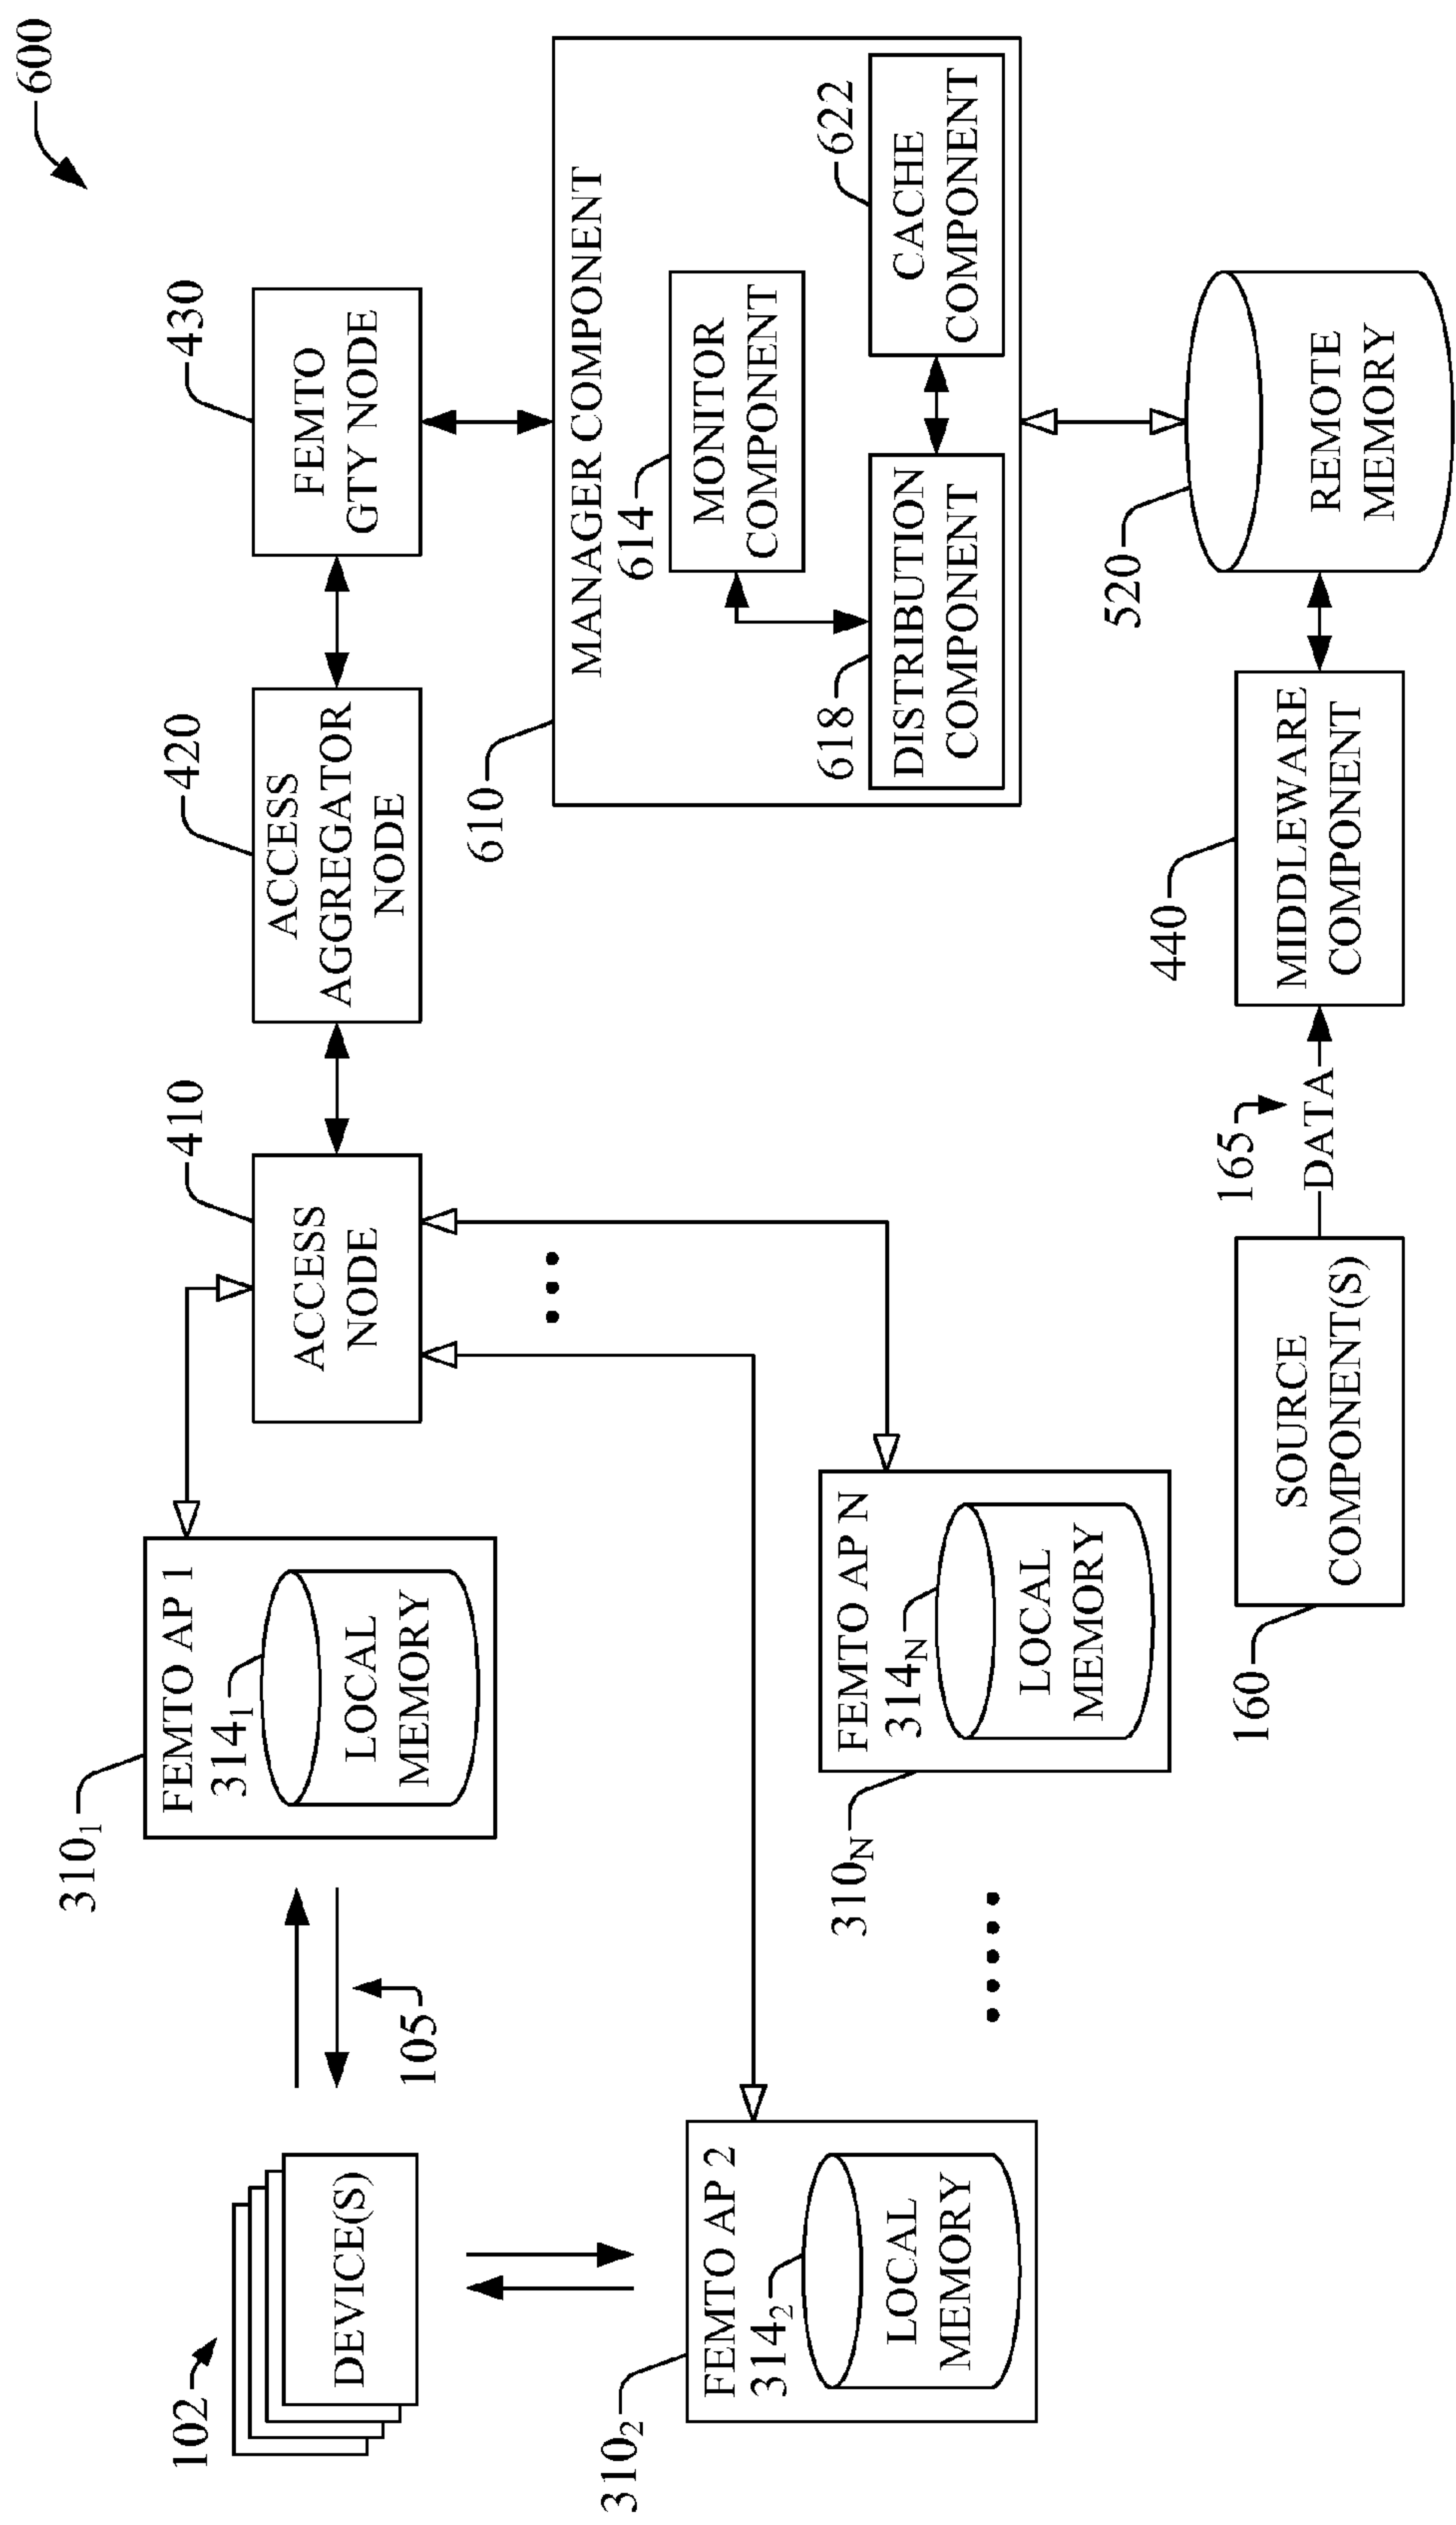 600
102
DEVICE(S)
105
310₁
FEMTO AP 1
314₁
LOCAL
MEMORY
410
ACCESS
NODE
420
ACCESS
AGGREGATOR
NODE
430
FEMTO
GTY NODE
310₂
FEMTO AP 2
314₂
LOCAL
MEMORY
310N
FEMTO AP N
314N
LOCAL
MEMORY
610
MANAGER COMPONENT
614
MONITOR
COMPONENT
618
DISTRIBUTION
COMPONENT
622
CACHE
COMPONENT
160
SOURCE
COMPONENT(S)
165
DATA
440
MIDDLEWARE
COMPONENT
520
REMOTE
MEMORY